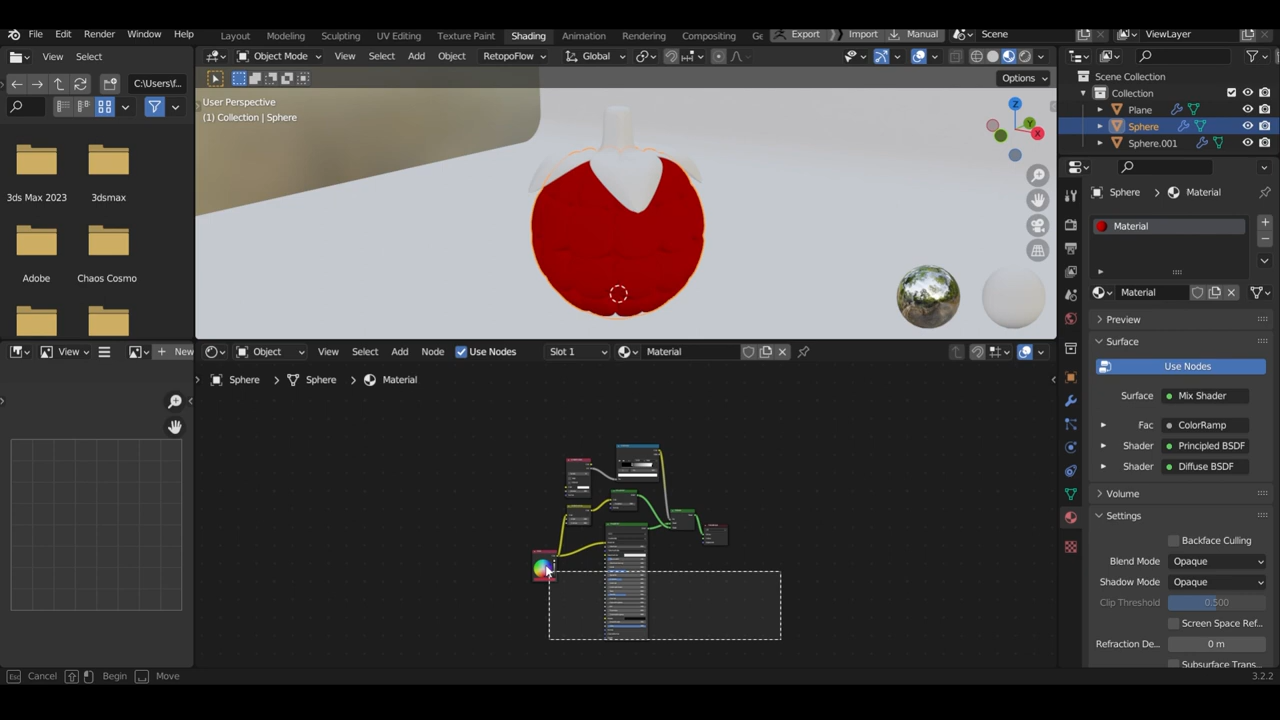 File Edit Render Window Help Layout Modeling Sculpting UV Editing Texture Paint Shading Animation Rendering Compositing Ge Export Import Manual Scene ViewLayer
View Select C:\Users\f...
Object Mode View Select Add Object RetopoFlow Global
Options
3ds Max 2023 3dsmax
Adobe Chaos Cosmo
User Perspective
(1) Collection | Sphere
Z
Y
X
Scene Collection
Collection
Plane
Sphere
Sphere.001
View New
Object View Select Add Node Use Nodes Slot 1 Material
Sphere Sphere Material
Sphere Material
Material
Material
Preview
Surface
Use Nodes
Surface Mix Shader
Fac ColorRamp
Shader Principled BSDF
Shader Diffuse BSDF
Volume
Settings
Backface Culling
Blend Mode Opaque
Shadow Mode Opaque
Clip Threshold 0.500
Screen Space Ref...
Refraction De... 0 m
Subsurface Trans...
Esc Cancel Begin Move 3.2.2